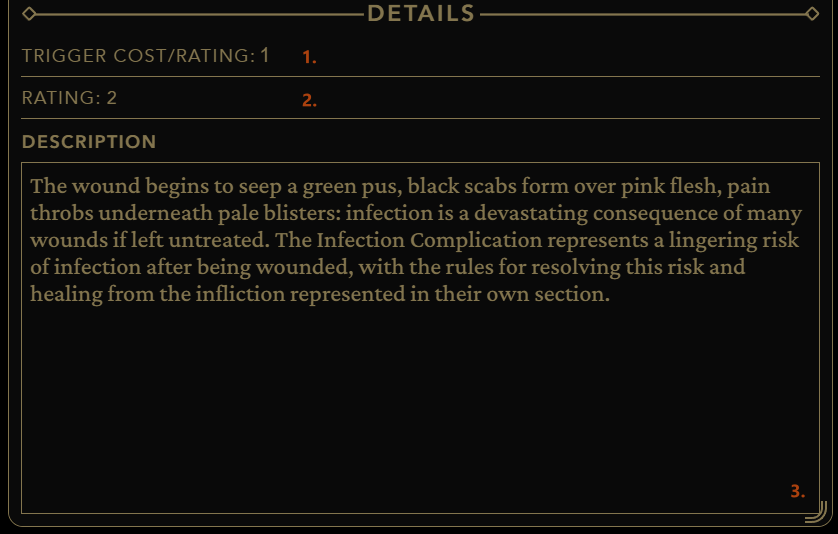 DETAILS
TRIGGER COST/RATING: 1 1.
RATING: 2 2.
DESCRIPTION
The wound begins to seep a green pus, black scabs form over pink flesh, pain
throbs underneath pale blisters: infection is a devastating consequence of many
wounds if left untreated. The Infection Complication represents a lingering risk
of infection after being wounded, with the rules for resolving this risk and
healing from the infliction represented in their own section.
3.